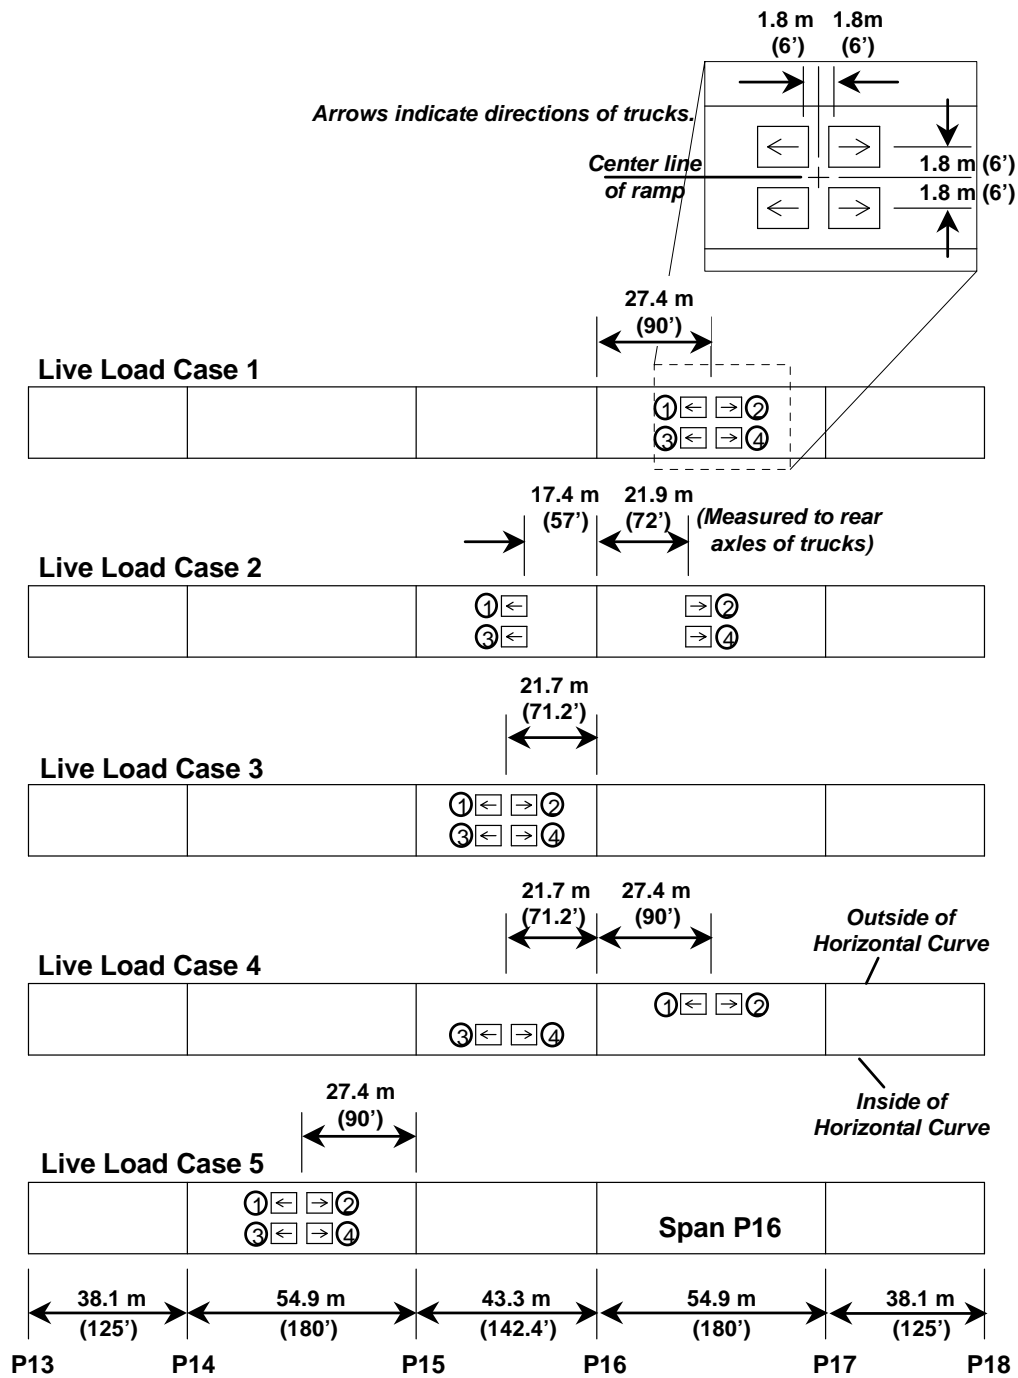 1.8 m 1.8m
(6’) (6’)
Arrows indicate directions of trucks.
Center line
of ramp
1.8 m (6’)
1.8 m (6’)
27.4 m
(90’)
Live Load Case 1
1 2
3 4
17.4 m 21.9 m
(57’) (72’)
(Measured to rear
axles of trucks)
Live Load Case 2
1 2
3 4
21.7 m
(71.2’)
Live Load Case 3
1 2
3 4
21.7 m 27.4 m
(71.2’) (90’)
Outside of
Horizontal Curve
Live Load Case 4
1 2
3 4
Inside of
Horizontal Curve
27.4 m
(90’)
Live Load Case 5
1 2
3 4
Span P16
38.1 m 54.9 m 43.3 m 54.9 m 38.1 m
(125’) (180’) (142.4’) (180’) (125’)
P13 P14 P15 P16 P17 P18